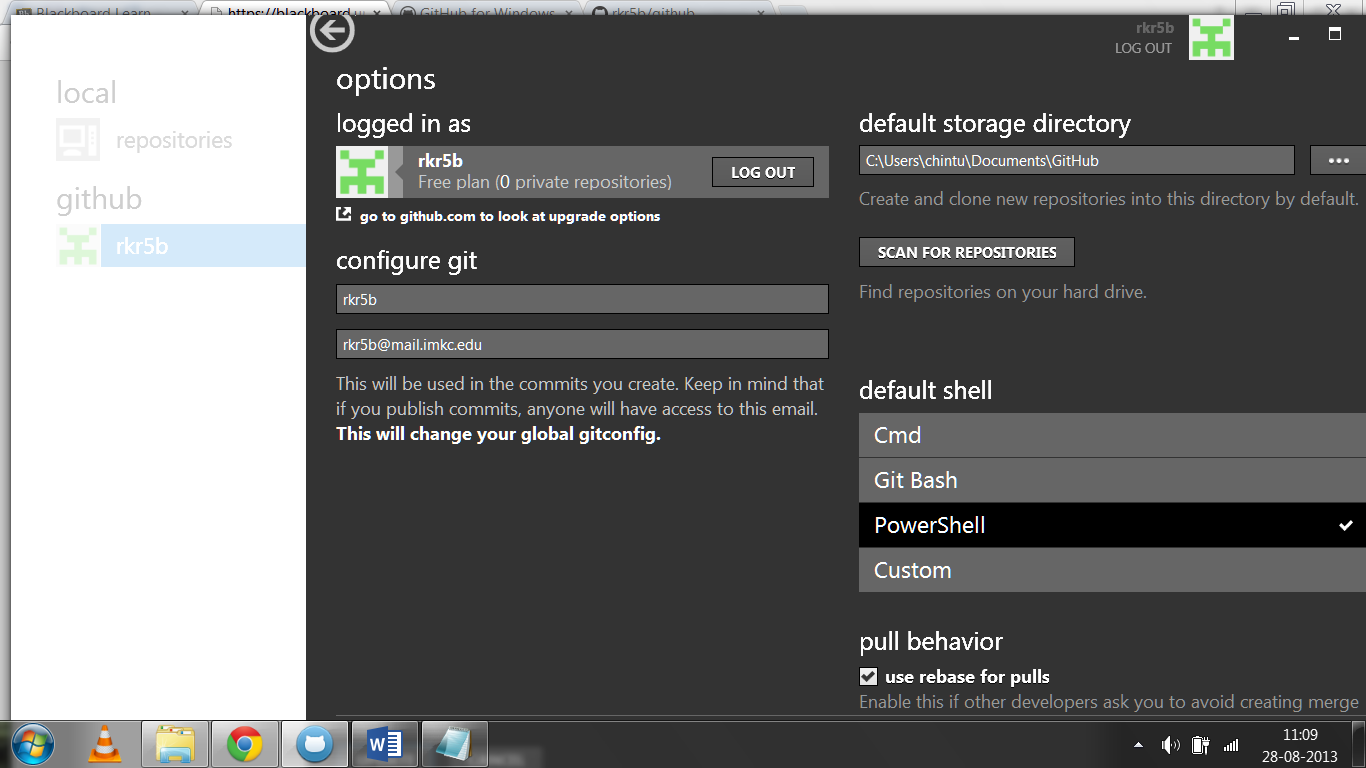 Blackboard Learn
https://blackboard.u
GitHub for Windows
rkr5b/github
rkr5b
LOG OUT
local
repositories
github
rkr5b
options
logged in as
rkr5b
Free plan (0 private repositories)
LOG OUT
go to github.com to look at upgrade options
configure git
rkr5b
rkr5b@mail.imkc.edu
This will be used in the commits you create. Keep in mind that
if you publish commits, anyone will have access to this email.
This will change your global gitconfig.
default storage directory
C:\Users\chintu\Documents\GitHub
Create and clone new repositories into this directory by default.
SCAN FOR REPOSITORIES
Find repositories on your hard drive.
default shell
Cmd
Git Bash
PowerShell
Custom
pull behavior
use rebase for pulls
Enable this if other developers ask you to avoid creating merge
11:09
28-08-2013